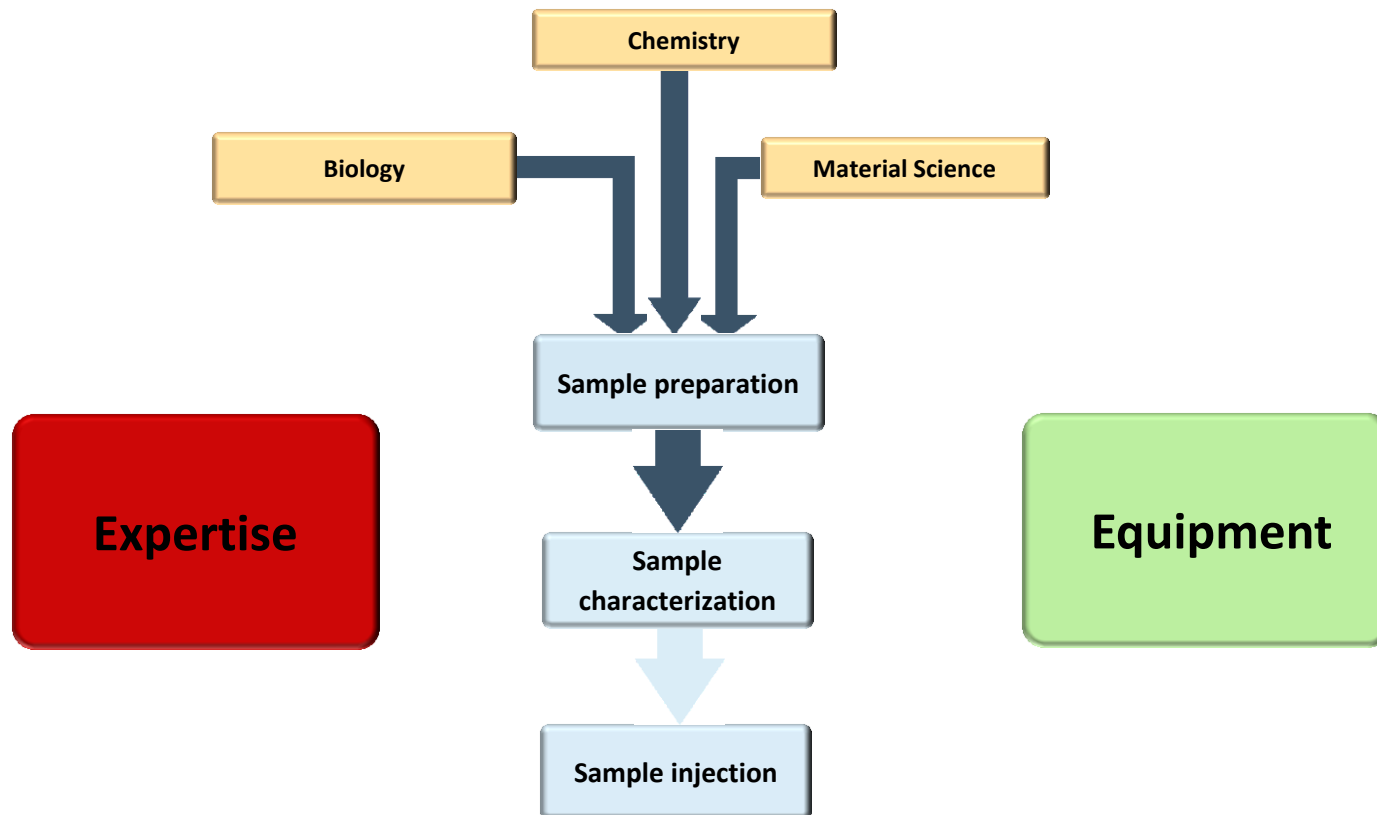 Chemistry
Biology
Material Science
Sample preparation
Expertise
Equipment
Sample
characterization
Sample injection